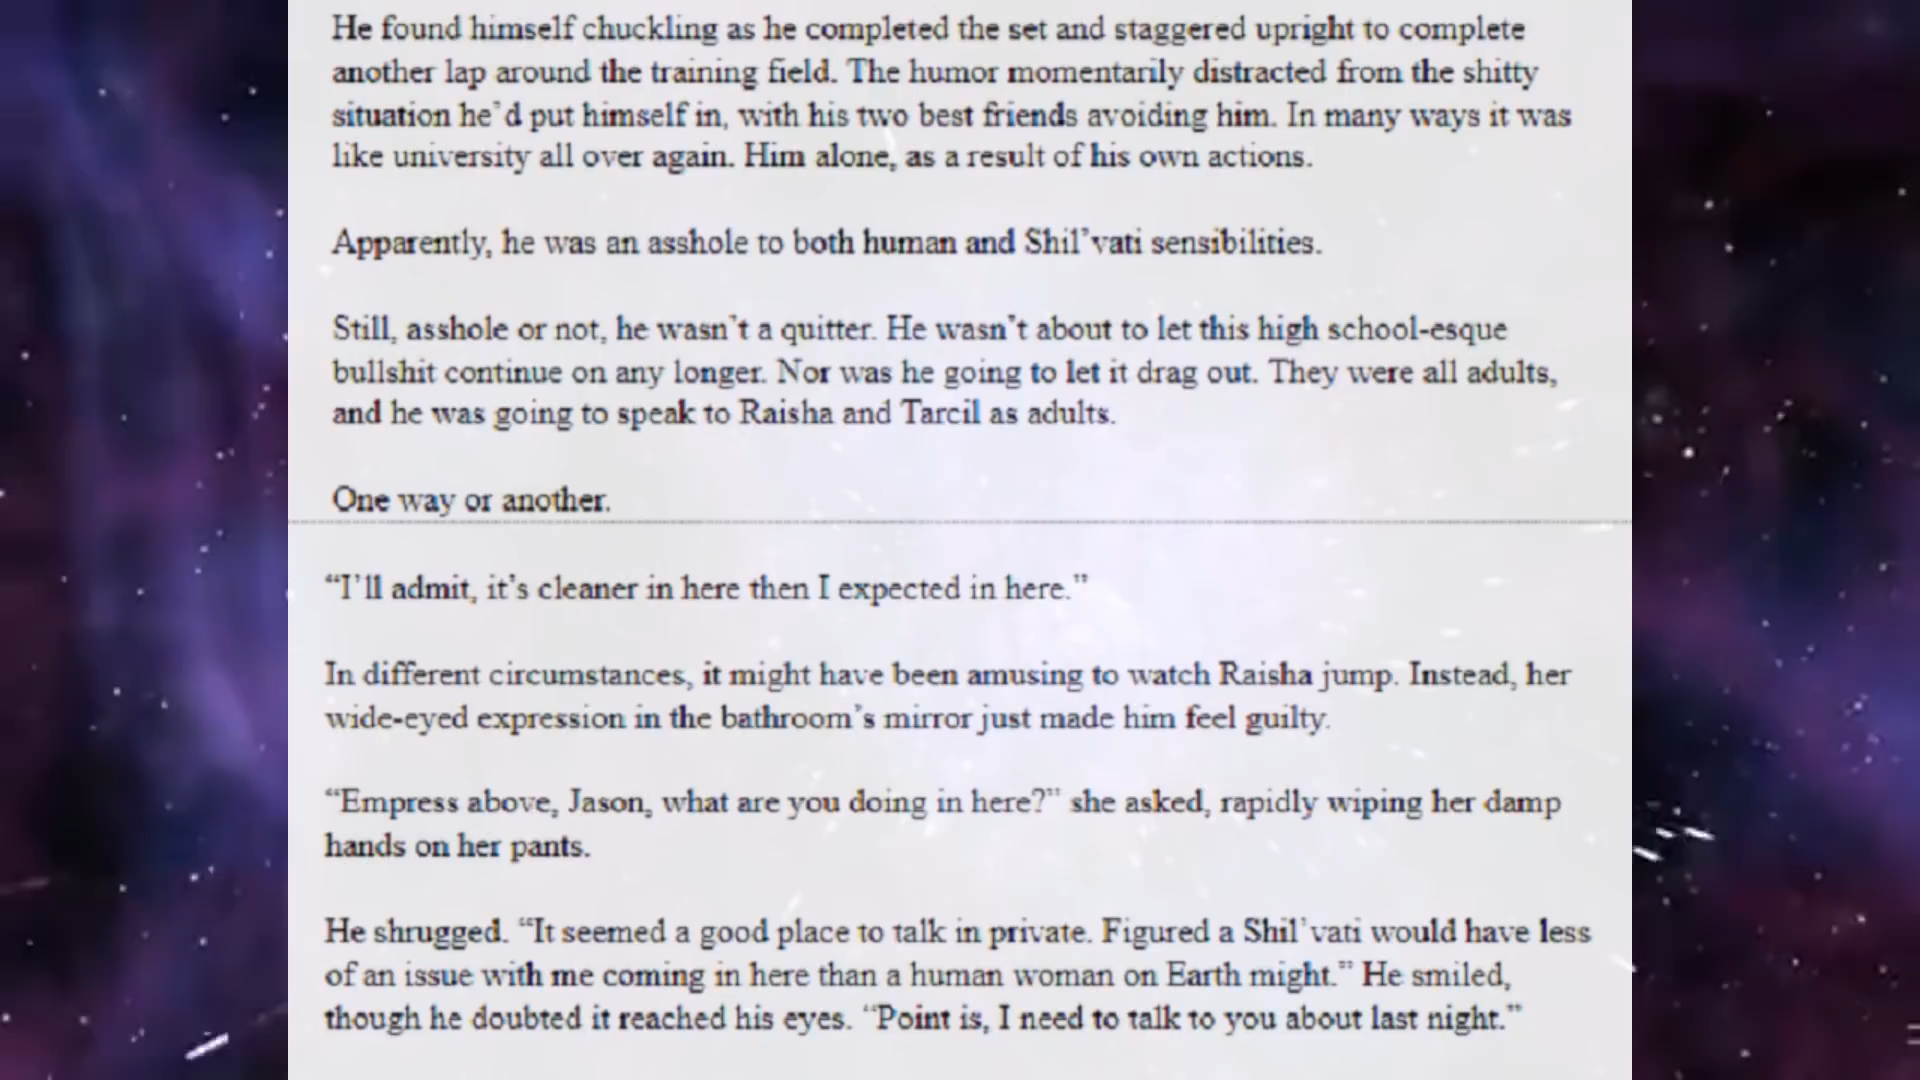 He found himself chuckling as he completed the set and staggered upright to complete
another lap around the training field. The humor momentarily distracted from the shitty
situation he’d put himself in, with his two best friends avoiding him. In many ways it was
like university all over again. Him alone, as a result of his own actions.
Apparently, he was an asshole to both human and Shil’vati sensibilities.
Still, asshole or not, he wasn’t a quitter. He wasn’t about to let this high school-esque
bullshit continue on any longer. Nor was he going to let it drag out. They were all adults,
and he was going to speak to Raisha and Tarcil as adults.
One way or another.
“I’ll admit, it’s cleaner in here then I expected in here.”
In different circumstances, it might have been amusing to watch Raisha jump. Instead, her
wide-eyed expression in the bathroom’s mirror just made him feel guilty.
“Empress above, Jason, what are you doing in here?” she asked, rapidly wiping her damp
hands on her pants.
He shrugged. “It seemed a good place to talk in private. Figured a Shil’vati would have less
of an issue with me coming in here than a human woman on Earth might.” He smiled,
though he doubted it reached his eyes. “Point is, I need to talk to you about last night.”